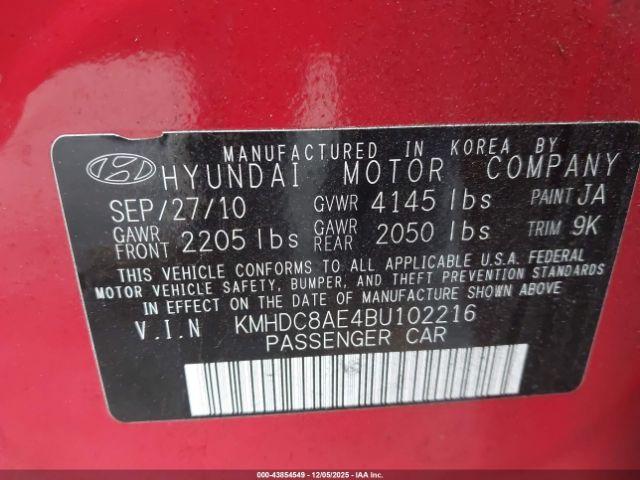 MANUFACTURED IN KOREA BY
HYUNDAI MOTOR COMPANY
SEP/27/10 GVWR 4145 lbs PAINT JA
GAWR FRONT 2205 lbs GAWR REAR 2050 lbs TRIM 9K
THIS VEHICLE CONFORMS TO ALL APPLICABLE U.S.A. FEDERAL
MOTOR VEHICLE SAFETY, BUMPER, AND THEFT PREVENTION STANDARDS
IN EFFECT ON THE DATE OF MANUFACTURE SHOWN ABOVE
V.I.N KMHDC8AE4BU102216
PASSENGER CAR
000-43854549 - 12/05/2025 - IAAI.CA